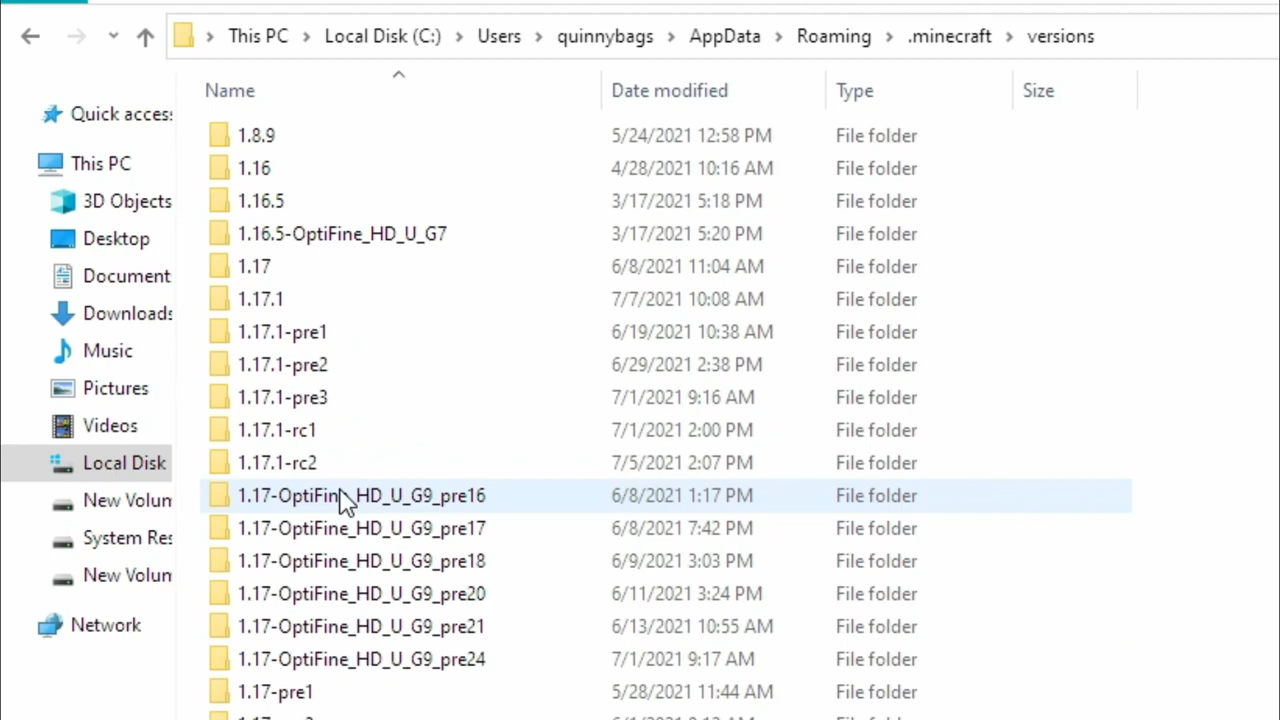 This PC > Local Disk (C:) > Users > quinnybags > AppData > Roaming > .minecraft > versions
Name Date modified Type Size
Quick access
This PC
3D Objects
Desktop
Document
Downloads
Music
Pictures
Videos
Local Disk
New Volum
System Res
New Volum
Network
1.8.9 5/24/2021 12:58 PM File folder
1.16 4/28/2021 10:16 AM File folder
1.16.5 3/17/2021 5:18 PM File folder
1.16.5-OptiFine_HD_U_G7 3/17/2021 5:20 PM File folder
1.17 6/8/2021 11:04 AM File folder
1.17.1 7/7/2021 10:08 AM File folder
1.17.1-pre1 6/19/2021 10:38 AM File folder
1.17.1-pre2 6/29/2021 2:38 PM File folder
1.17.1-pre3 7/1/2021 9:16 AM File folder
1.17.1-rc1 7/1/2021 2:00 PM File folder
1.17.1-rc2 7/5/2021 2:07 PM File folder
1.17-OptiFine_HD_U_G9_pre16 6/8/2021 1:17 PM File folder
1.17-OptiFine_HD_U_G9_pre17 6/8/2021 7:42 PM File folder
1.17-OptiFine_HD_U_G9_pre18 6/9/2021 3:03 PM File folder
1.17-OptiFine_HD_U_G9_pre20 6/11/2021 3:24 PM File folder
1.17-OptiFine_HD_U_G9_pre21 6/13/2021 10:55 AM File folder
1.17-OptiFine_HD_U_G9_pre24 7/1/2021 9:17 AM File folder
1.17-pre1 5/28/2021 11:44 AM File folder